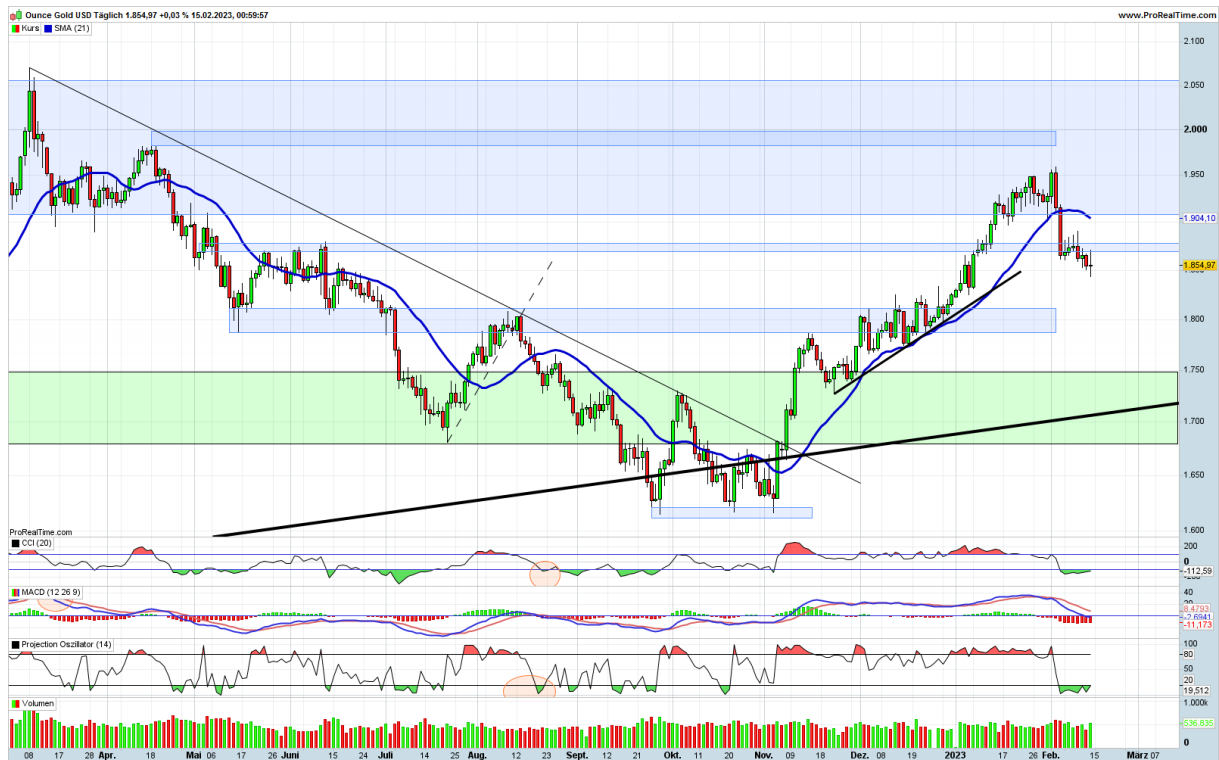 Ounce Gold USD Täglich 1.854,97 +0,03 % 15.02.2023, 00:59:57
www.ProRealTime.com
Kurs SMA (21)
2.100
2.050
2.000
1.950
1.904,10
1.854,97
1.800
1.750
1.700
1.650
1.600
ProRealTime.com
CCI (20)
200
0
-112,59
MACD (12 26 9)
40
8,4793
-2,6941
-11,173
Projection Oszillator (14)
100
80
50
20
19,512
Volumen
1.000k
536.835
0
08 17 28 Apr. 18 Mai 06 17 26 Juni 15 24 Juli 14 25 Aug. 12 23 Sept. 12 21 Okt. 11 20 Nov. 09 18 Dez. 08 19 2023 17 26 Feb. 15 März 07